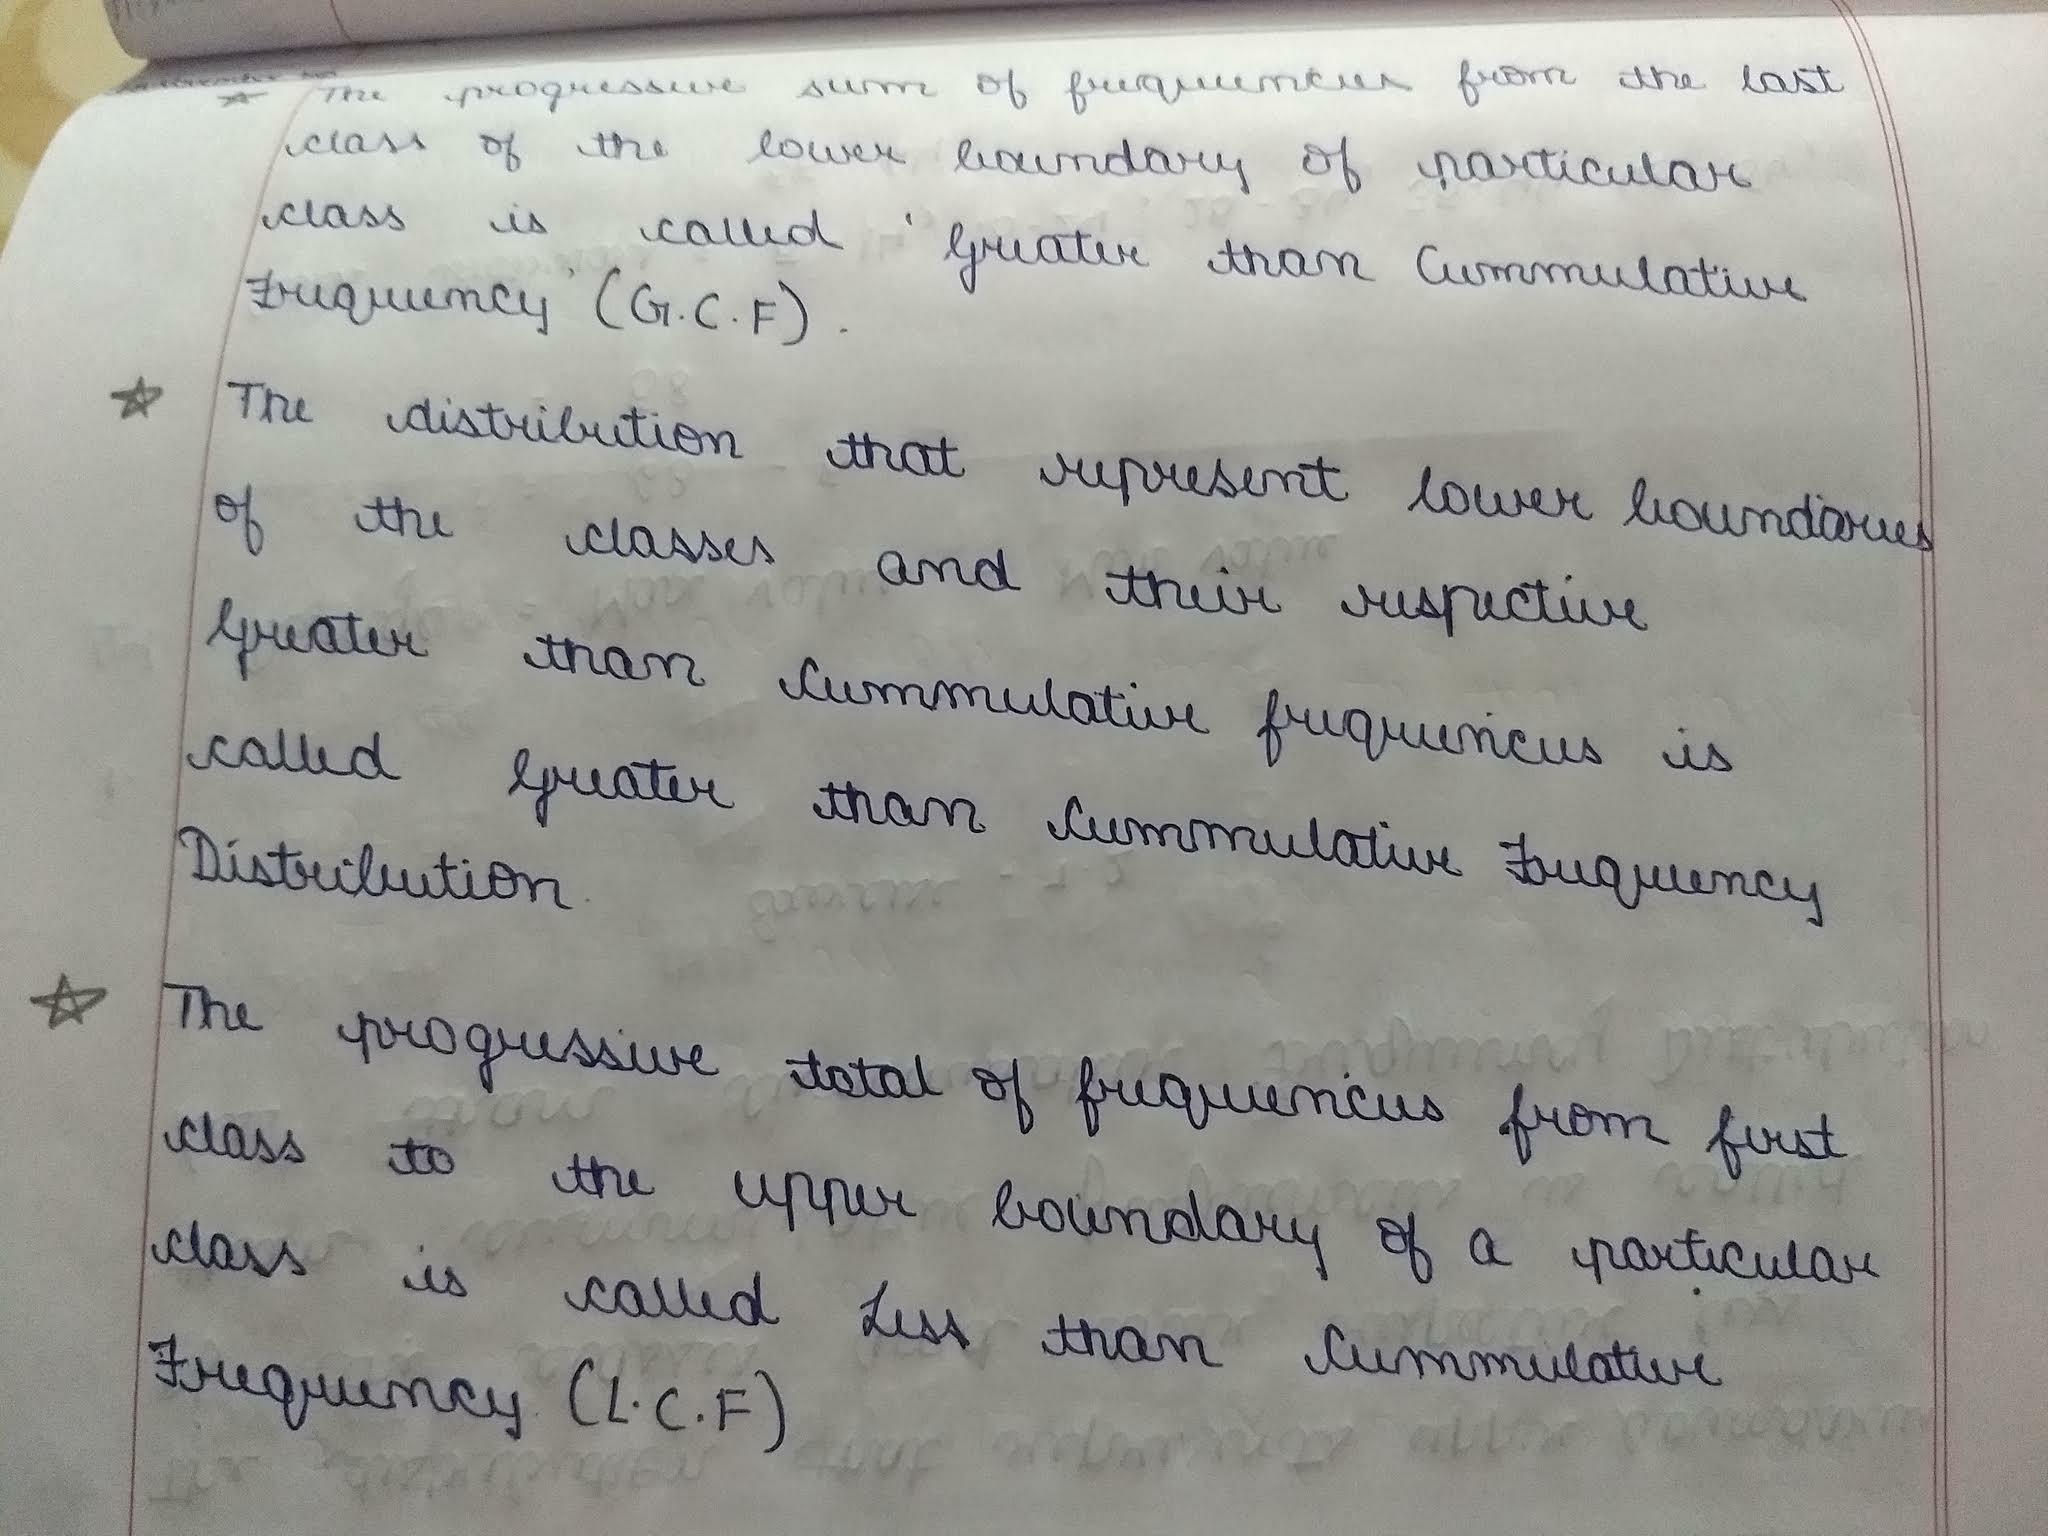 ☆ The progressive sum of frequencies from the last
class of the lower boundary of particular
class is called 'Greater than Cummulative
Frequency' (G.C.F).
☆ The distribution that represent lower boundaries
of the classes and their respective
Greater than Cummulative frequencies is
called Greater than Cummulative Frequency
Distribution.
☆ The progressive total of frequencies from first
class to the upper boundary of a particular
class is called Less than Cummulative
Frequency. (L.C.F)